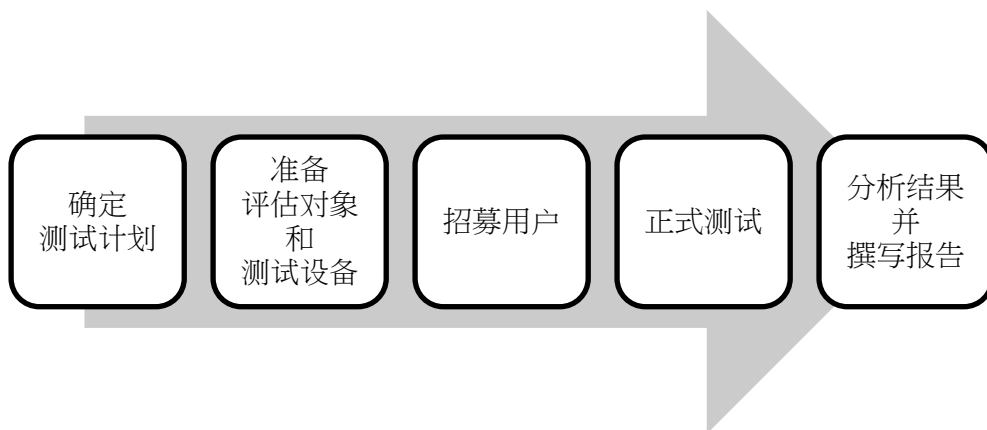 确定
测试计划
准备
评估对象
和
测试设备
招募用户
正式测试
分析结果
并
撰写报告